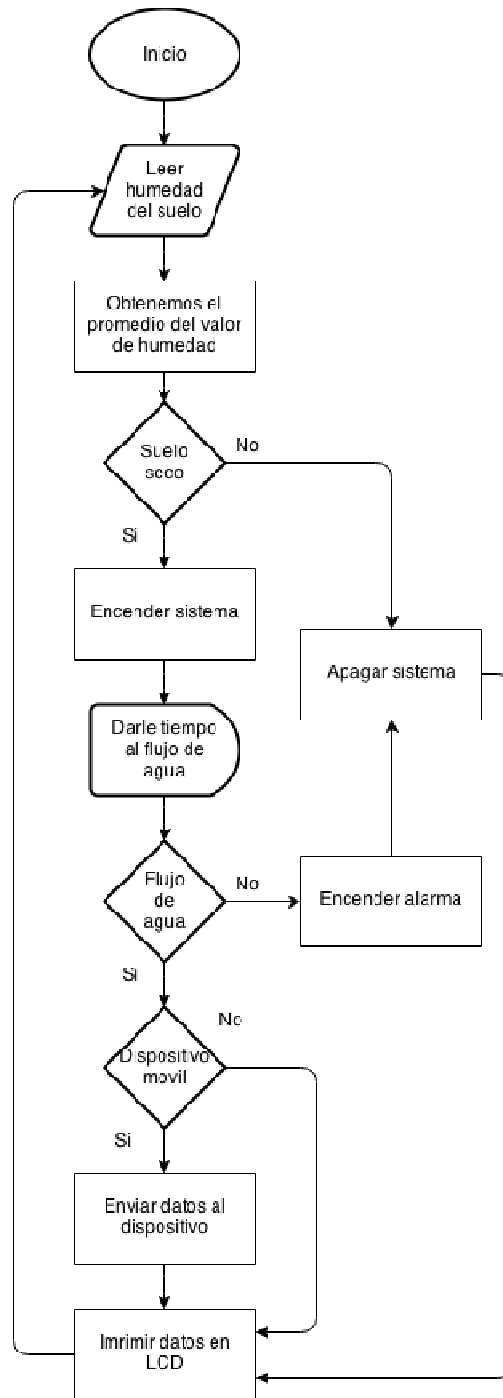 Inicio
Leer
humedad
del suelo
Obtenemos el
promedio del valor
de humedad
Suelo
seco
No
Si
Encender sistema
Apagar sistema
Darle tiempo
al flujo de
agua
Flujo
de
agua
No
Encender alarma
Si
No
Dispositivo
movil
Si
Enviar datos al
dispositivo
Imrimir datos en
LCD